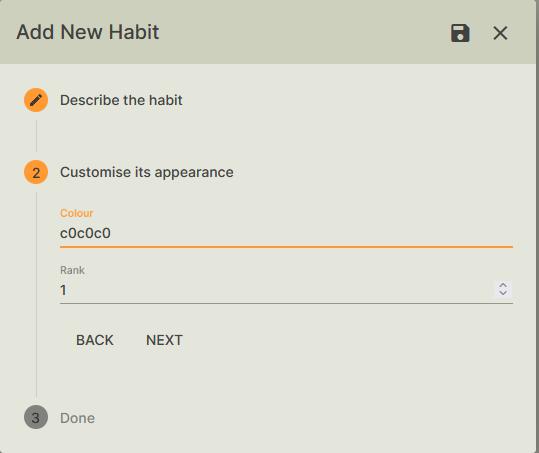 Add New Habit
Describe the habit
2 Customise its appearance
Colour
c0c0c0
Rank
1
BACK NEXT
3 Done